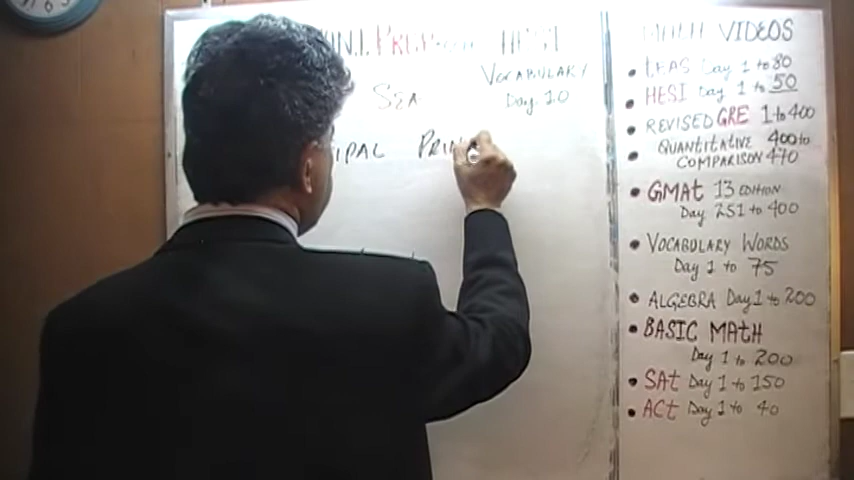 HESI
VOCABULARY
Day 10
SEA
IPAL PRIN
MATH VIDEOS
• tEAS Day 1 to 80
• HESI Day 1 to 50
• REVISED GRE 1 to 400
• QUANtitAtiVE 400 to
COMPARISON 470
• GMAt 13 EDITION
Day 251 to 400
• VOCABULARY WORDS
Day 1 to 75
• ALGEBRA Day 1 to 200
• BASIC MAtH
Day 1 to 200
• SAt Day 1 to 150
• ACt Day 1 to 40